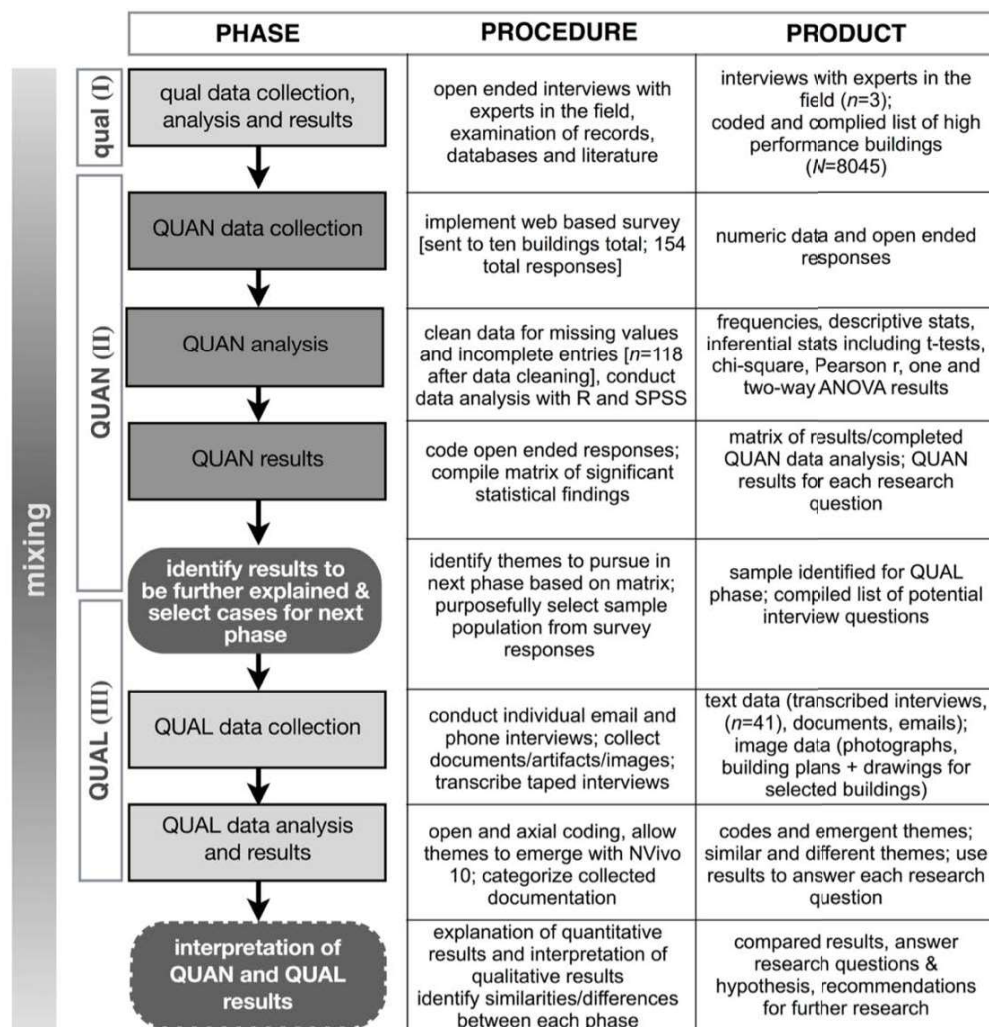 PHASE
PROCEDURE
PRODUCT
mixing
qual (I)
qual data collection,
analysis and results
open ended interviews with
experts in the field,
examination of records,
databases and literature
interviews with experts in the
field (n=3);
coded and complied list of high
performance buildings
(N=8045)
QUAN (II)
QUAN data collection
implement web based survey
[sent to ten buildings total; 154
total responses]
numeric data and open ended
responses
QUAN analysis
clean data for missing values
and incomplete entries [n=118
after data cleaning], conduct
data analysis with R and SPSS
frequencies, descriptive stats,
inferential stats including t-tests,
chi-square, Pearson r, one and
two-way ANOVA results
QUAN results
code open ended responses;
compile matrix of significant
statistical findings
matrix of results/completed
QUAN data analysis; QUAN
results for each research
question
identify results to
be further explained &
select cases for next
phase
identify themes to pursue in
next phase based on matrix;
purposefully select sample
population from survey
responses
sample identified for QUAL
phase; compiled list of potential
interview questions
QUAL (III)
QUAL data collection
conduct individual email and
phone interviews; collect
documents/artifacts/images;
transcribe taped interviews
text data (transcribed interviews,
(n=41), documents, emails);
image data (photographs,
building plans + drawings for
selected buildings)
QUAL data analysis
and results
open and axial coding, allow
themes to emerge with NVivo
10; categorize collected
documentation
codes and emergent themes;
similar and different themes; use
results to answer each research
question
interpretation of
QUAN and QUAL
results
explanation of quantitative
results and interpretation of
qualitative results
identify similarities/differences
between each phase
compared results, answer
research questions &
hypothesis, recommendations
for further research